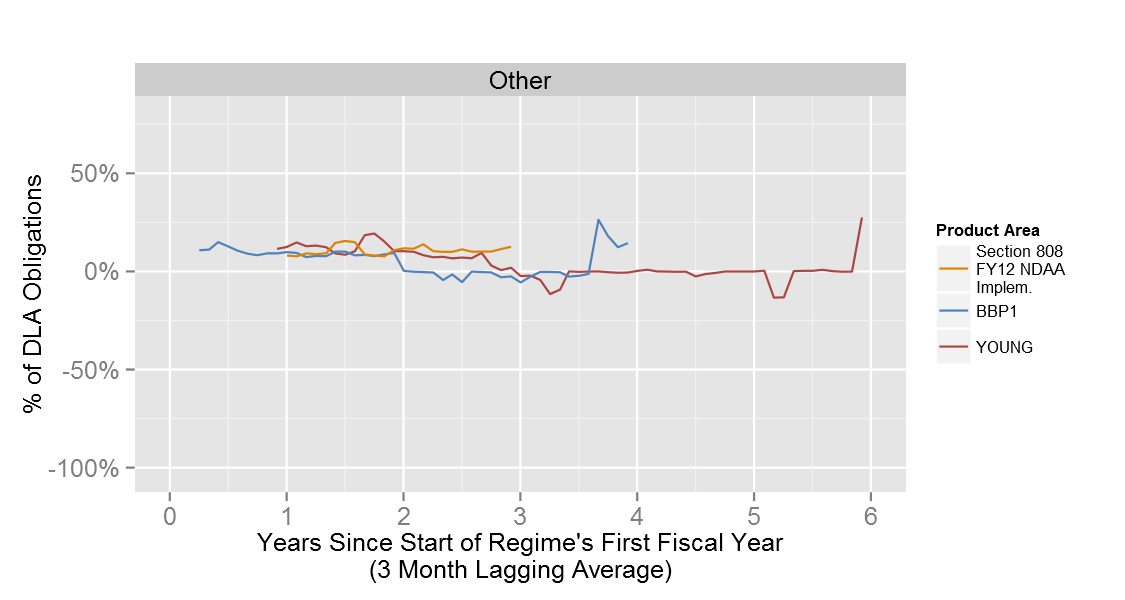 Other
% of DLA Obligations
50%
0%
-50%
-100%
0 1 2 3 4 5 6
Years Since Start of Regime's First Fiscal Year
(3 Month Lagging Average)
Product Area
Section 808
FY12 NDAA
Implem.
BBP1
YOUNG